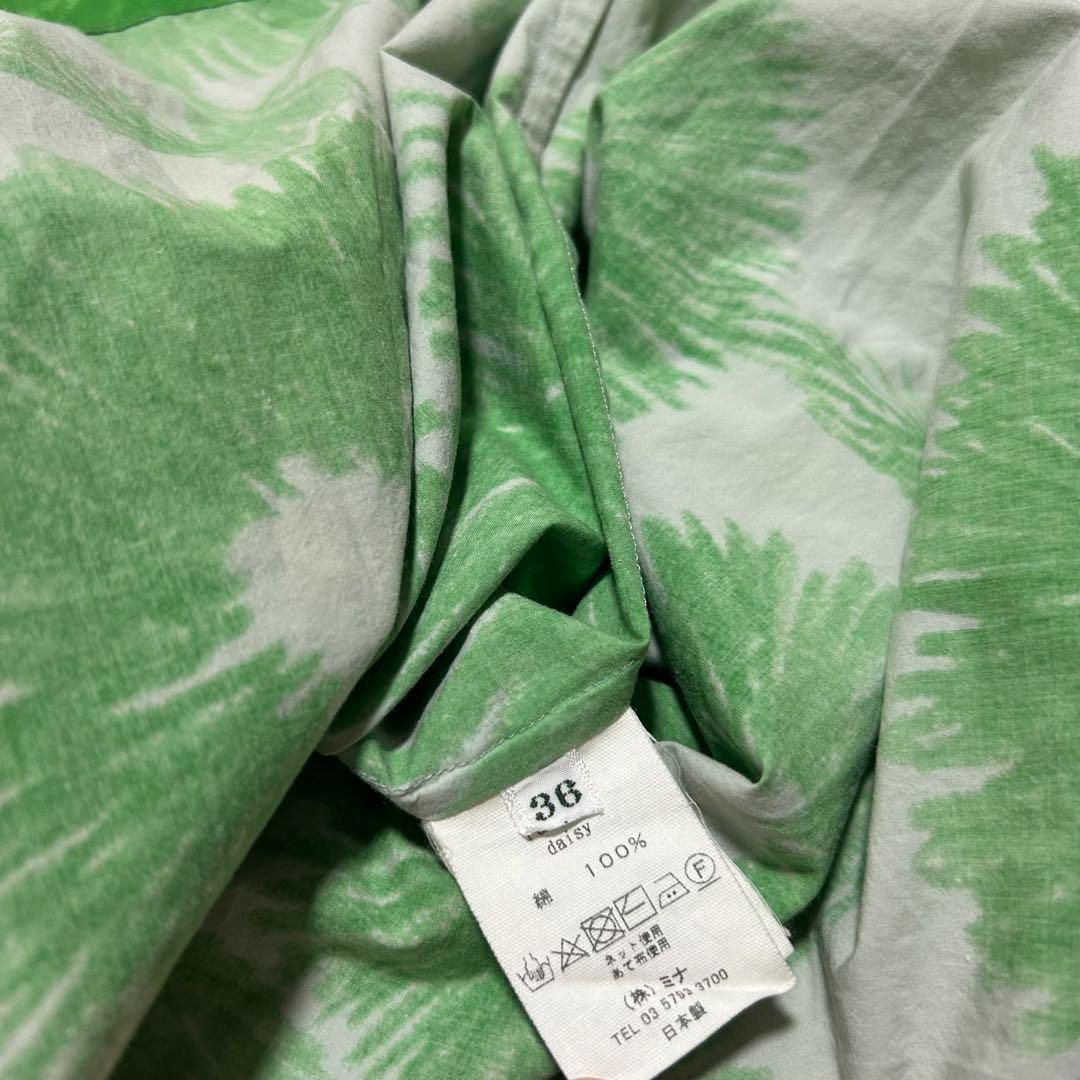 36
daisy
綿 100%
F
ネット使用
あて布使用
(株)ミナ
TEL 03 5793 3700
日本製